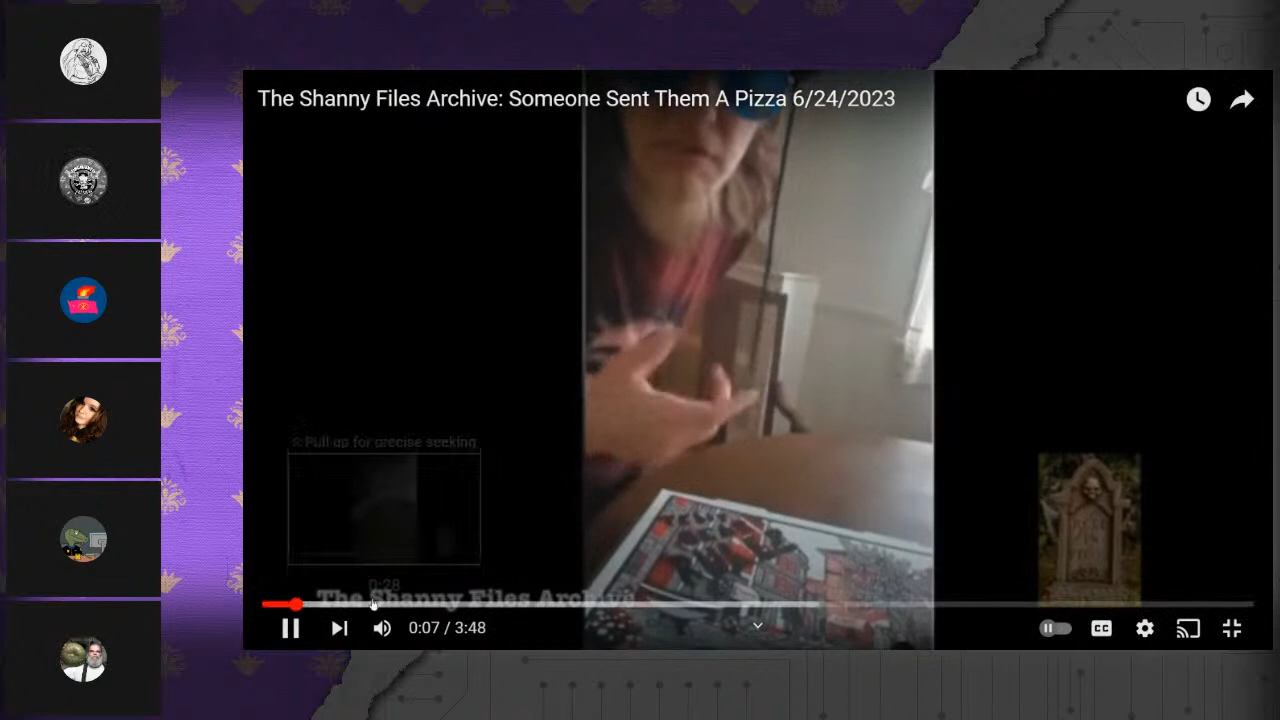 The Shanny Files Archive: Someone Sent Them A Pizza 6/24/2023
Pull up for precise seeking
0:28
The Shanny Files Archive
0:07 / 3:48
CC